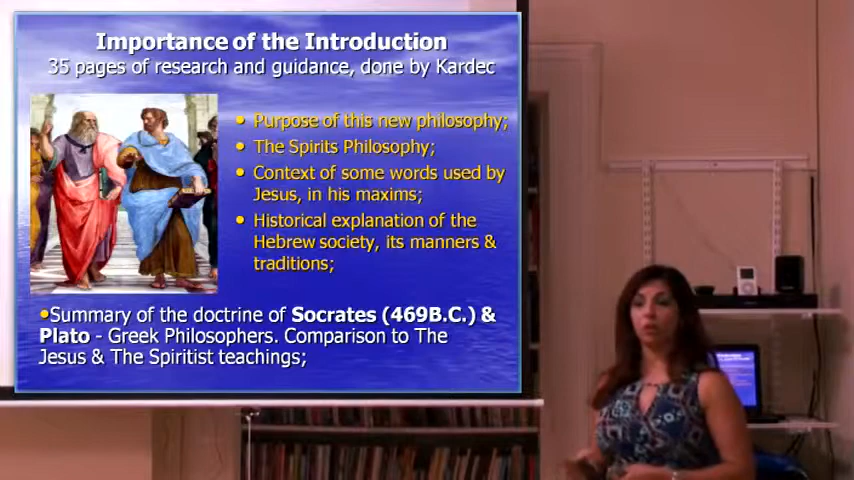 Importance of the Introduction
35 pages of research and guidance, done by Kardec
• Purpose of this new philosophy;
• The Spirits Philosophy;
• Context of some words used by
Jesus, in his maxims;
• Historical explanation of the
Hebrew society, its manners &
traditions;
•Summary of the doctrine of Socrates (469B.C.) &
Plato - Greek Philosophers. Comparison to The
Jesus & The Spiritist teachings;